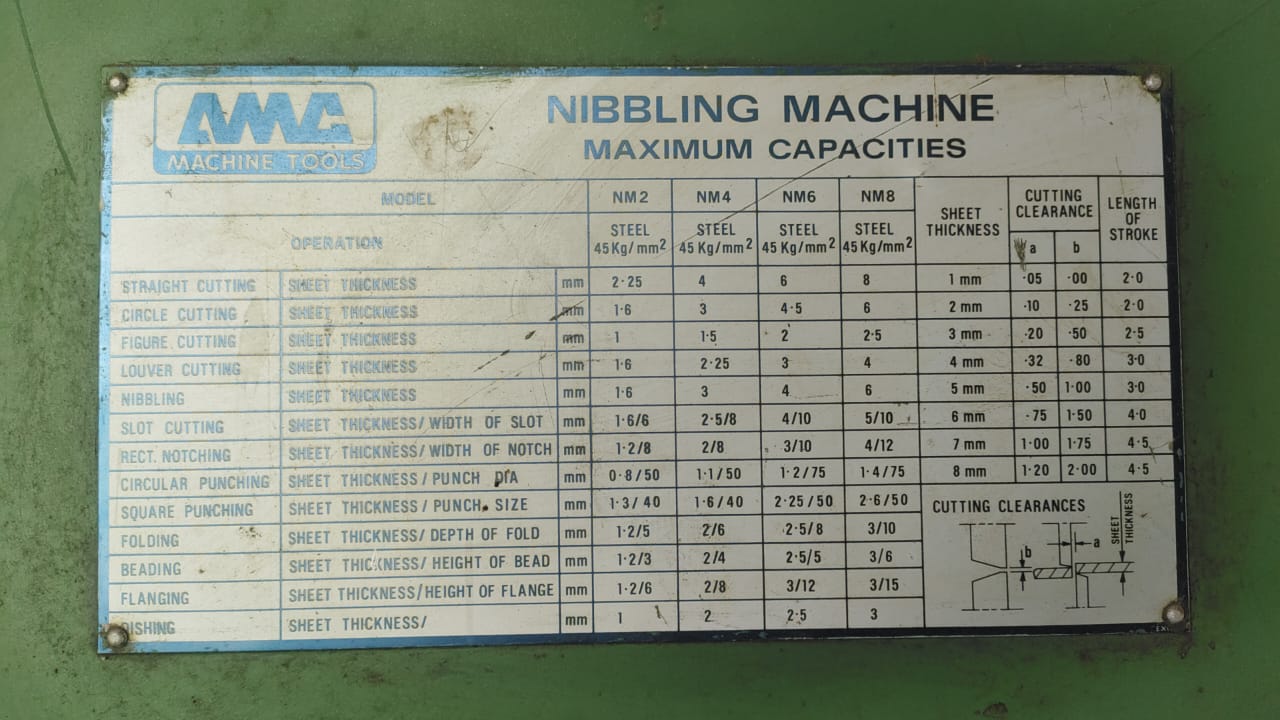 AMA
MACHINE TOOLS
NIBBLING MACHINE
MAXIMUM CAPACITIES
MODEL NM2 NM4 NM6 NM8 SHEET THICKNESS CUTTING CLEARANCE LENGTH OF STROKE
OPERATION STEEL 45 Kg/mm² STEEL 45 Kg/mm² STEEL 45 Kg/mm² STEEL 45 Kg/mm² a b
STRAIGHT CUTTING SHEET THICKNESS mm 2·25 4 6 8 1 mm ·05 ·00 2·0
CIRCLE CUTTING SHEET THICKNESS mm 1·6 3 4·5 6 2 mm ·10 ·25 2·0
FIGURE CUTTING SHEET THICKNESS mm 1 1·5 2 2·5 3 mm ·20 ·50 2·5
LOUVER CUTTING SHEET THICKNESS mm 1·6 2·25 3 4 4 mm ·32 ·80 3·0
NIBBLING SHEET THICKNESS mm 1·6 3 4 6 5 mm ·50 1·00 3·0
SLOT CUTTING SHEET THICKNESS/WIDTH OF SLOT mm 1·6/6 2·5/8 4/10 5/10 6 mm ·75 1·50 4·0
RECT. NOTCHING SHEET THICKNESS/WIDTH OF NOTCH mm 1·2/8 2/8 3/10 4/12 7 mm 1·00 1·75 4·5
CIRCULAR PUNCHING SHEET THICKNESS/PUNCH DIA mm 0·8/50 1·1/50 1·2/75 1·4/75 8 mm 1·20 2·00 4·5
SQUARE PUNCHING SHEET THICKNESS/PUNCH SIZE mm 1·3/40 1·6/40 2·25/50 2·6/50
FOLDING SHEET THICKNESS/DEPTH OF FOLD mm 1·2/5 2/6 2·5/8 3/10
BEADING SHEET THICKNESS/HEIGHT OF BEAD mm 1·2/3 2/4 2·5/5 3/6
FLANGING SHEET THICKNESS/HEIGHT OF FLANGE mm 1·2/6 2/8 3/12 3/15
DISHING SHEET THICKNESS/ mm 1 2 2·5 3
CUTTING CLEARANCES
b a SHEET THICKNESS